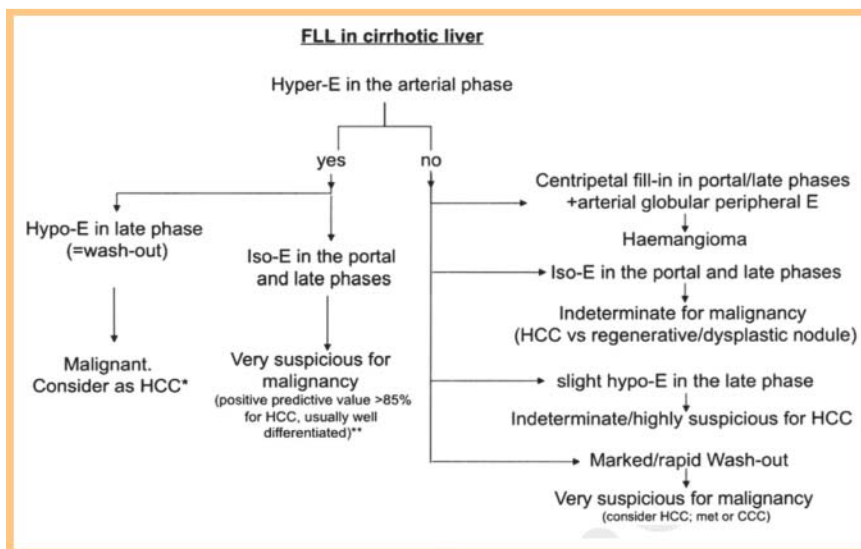 FLL in cirrhotic liver
Hyper-E in the arterial phase
yes
no
Hypo-E in late phase
(=wash-out)
Malignant.
Consider as HCC*
Iso-E in the portal
and late phases
Very suspicious for
malignancy
(positive predictive value >85%
for HCC, usually well
differentiated)**
Centripetal fill-in in portal/late phases
+arterial globular peripheral E
Haemangioma
Iso-E in the portal and late phases
Indeterminate for malignancy
(HCC vs regenerative/dysplastic nodule)
slight hypo-E in the late phase
Indeterminate/highly suspicious for HCC
Marked/rapid Wash-out
Very suspicious for malignancy
(consider HCC; met or CCC)